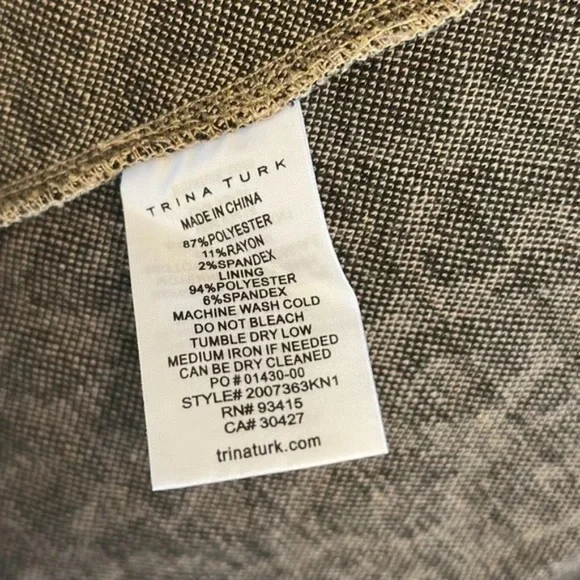 TRINA TURK
MADE IN CHINA
87%POLYESTER
11%RAYON
2%SPANDEX
LINING
94%POLYESTER
6%SPANDEX
MACHINE WASH COLD
DO NOT BLEACH
TUMBLE DRY LOW
MEDIUM IRON IF NEEDED
CAN BE DRY CLEANED
PO # 01430-00
STYLE# 2007363KN1
RN# 93415
CA# 30427
trinaturk.com